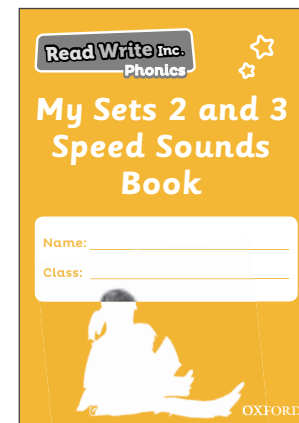 Read Write Inc.
Phonics
My Sets 2 and 3
Speed Sounds
Book
Name:
Class:
OXFORD